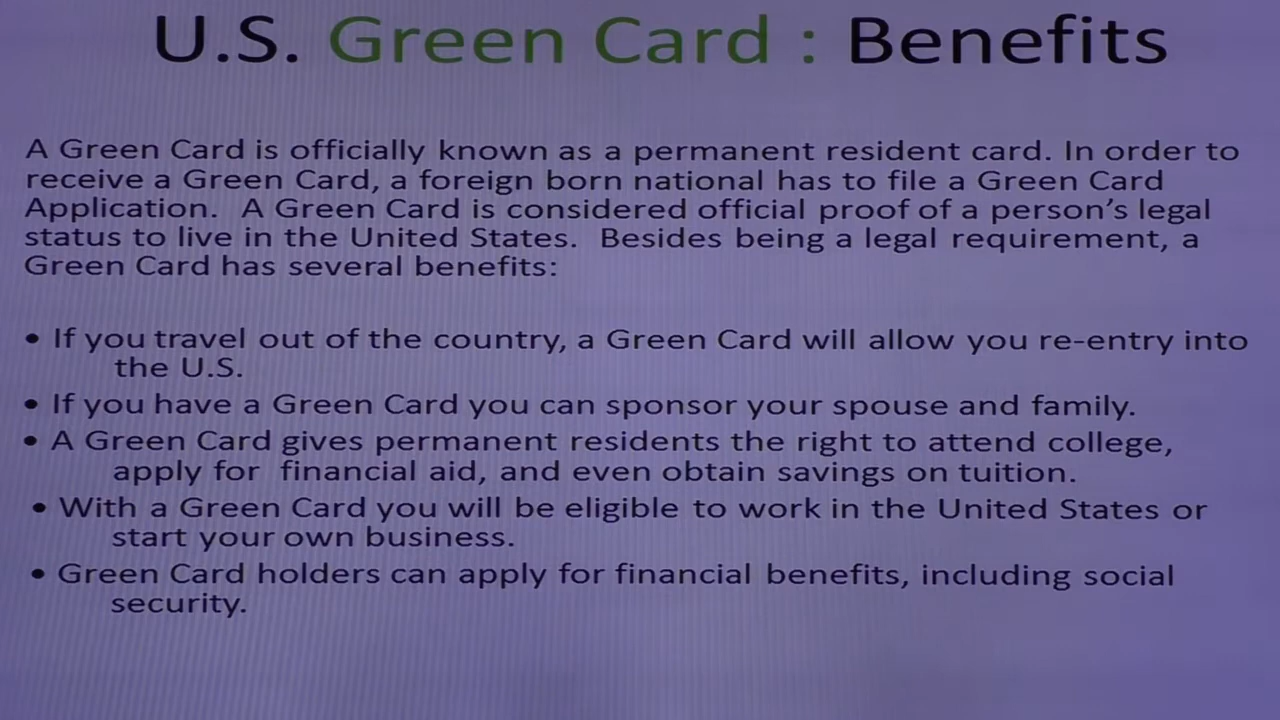 U.S. Green Card : Benefits
A Green Card is officially known as a permanent resident card. In order to
receive a Green Card, a foreign born national has to file a Green Card
Application.  A Green Card is considered official proof of a person’s legal
status to live in the United States.  Besides being a legal requirement, a
Green Card has several benefits:
• If you travel out of the country, a Green Card will allow you re-entry into
the U.S.
• If you have a Green Card you can sponsor your spouse and family.
• A Green Card gives permanent residents the right to attend college,
apply for  financial aid, and even obtain savings on tuition.
• With a Green Card you will be eligible to work in the United States or
start your own business.
• Green Card holders can apply for financial benefits, including social
security.